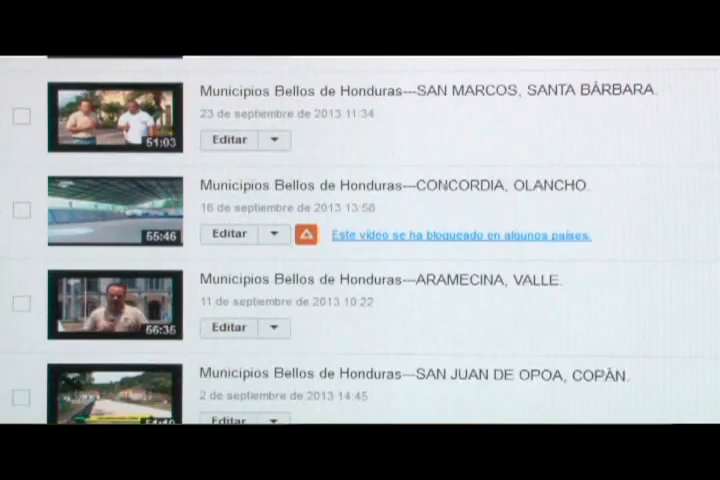 Municipios Bellos de Honduras---SAN MARCOS, SANTA BÁRBARA.
23 de septiembre de 2013 11:34
51:03
Editar
Municipios Bellos de Honduras---CONCORDIA, OLANCHO.
16 de septiembre de 2013 13:58
55:46
Editar
Este vídeo se ha bloqueado en algunos países.
Municipios Bellos de Honduras---ARAMECINA, VALLE.
11 de septiembre de 2013 10:22
56:35
Editar
Municipios Bellos de Honduras---SAN JUAN DE OPOA, COPÁN.
2 de septiembre de 2013 14:45
Editar